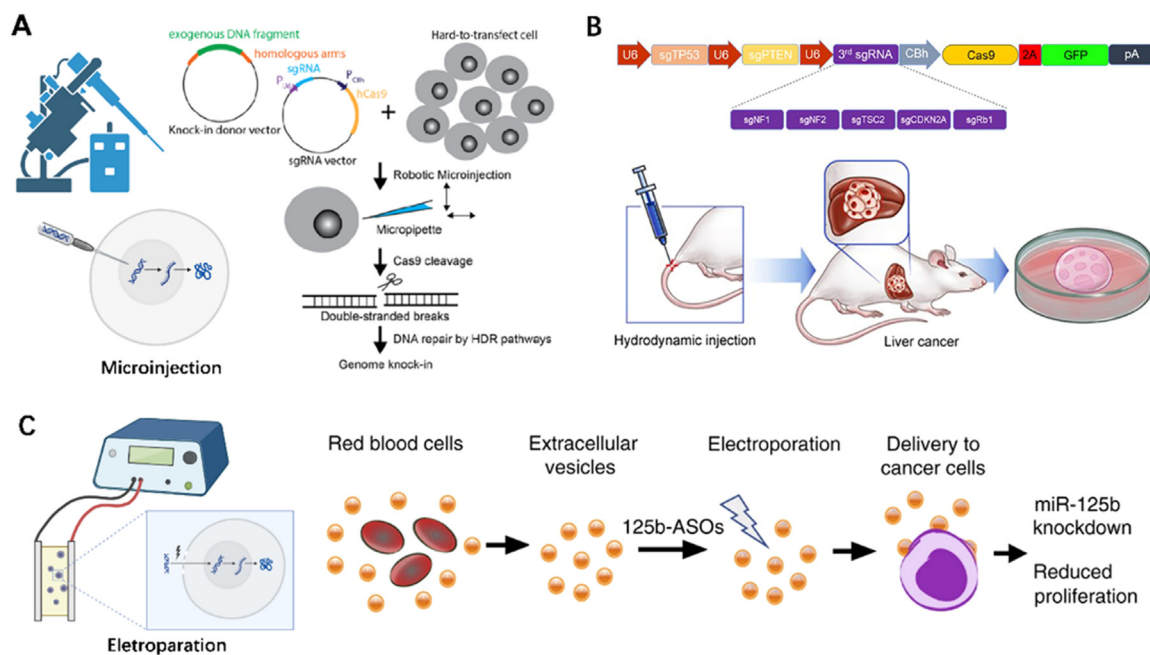 A
exogenous DNA fragment
homologous arms
sgRNA
PU6
PCBh
hCas9
Knock-in donor vector
sgRNA vector
Hard-to-transfect cell
+
Robotic Microinjection
Micropipette
Cas9 cleavage
Double-stranded breaks
DNA repair by HDR pathways
Genome knock-in
Microinjection
B
U6 sgTP53 U6 sgPTEN U6 3rd sgRNA CBh Cas9 2A GFP pA
sgNF1 sgNF2 sgTSC2 sgCDKN2A sgRb1
Hydrodynamic injection
Liver cancer
C
Eletroparation
Red blood cells
Extracellular
vesicles
125b-ASOs
Electroporation
Delivery to
cancer cells
miR-125b
knockdown
Reduced
proliferation